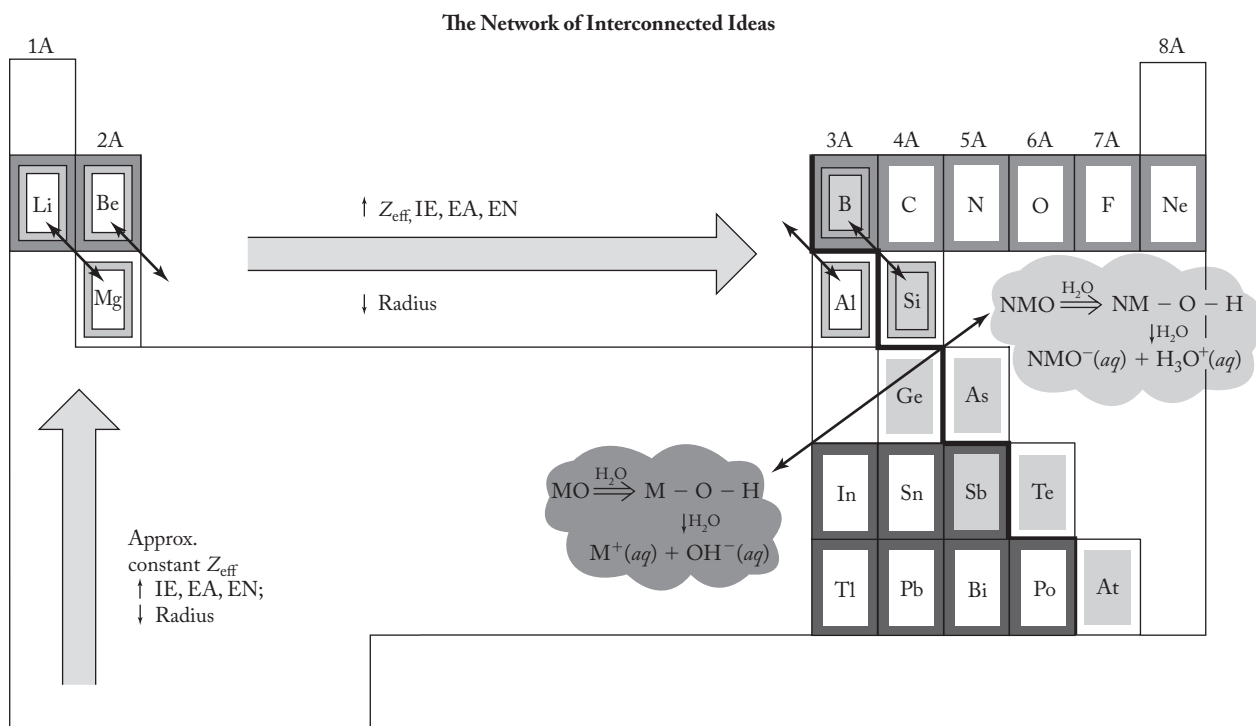 The Network of Interconnected Ideas
1A
8A
2A
3A 4A 5A 6A 7A
Li Be
B C N O F Ne
↑ Z_eff, IE, EA, EN
Mg
Al Si
↓ Radius
NMO ⇒ NM – O – H
H₂O
↓H₂O
NMO⁻(aq) + H₃O⁺(aq)
Ge As
MO ⇒ M – O – H
H₂O
↓H₂O
M⁺(aq) + OH⁻(aq)
In Sn Sb Te
Approx.
constant Z_eff
↑ IE, EA, EN;
↓ Radius
Tl Pb Bi Po At